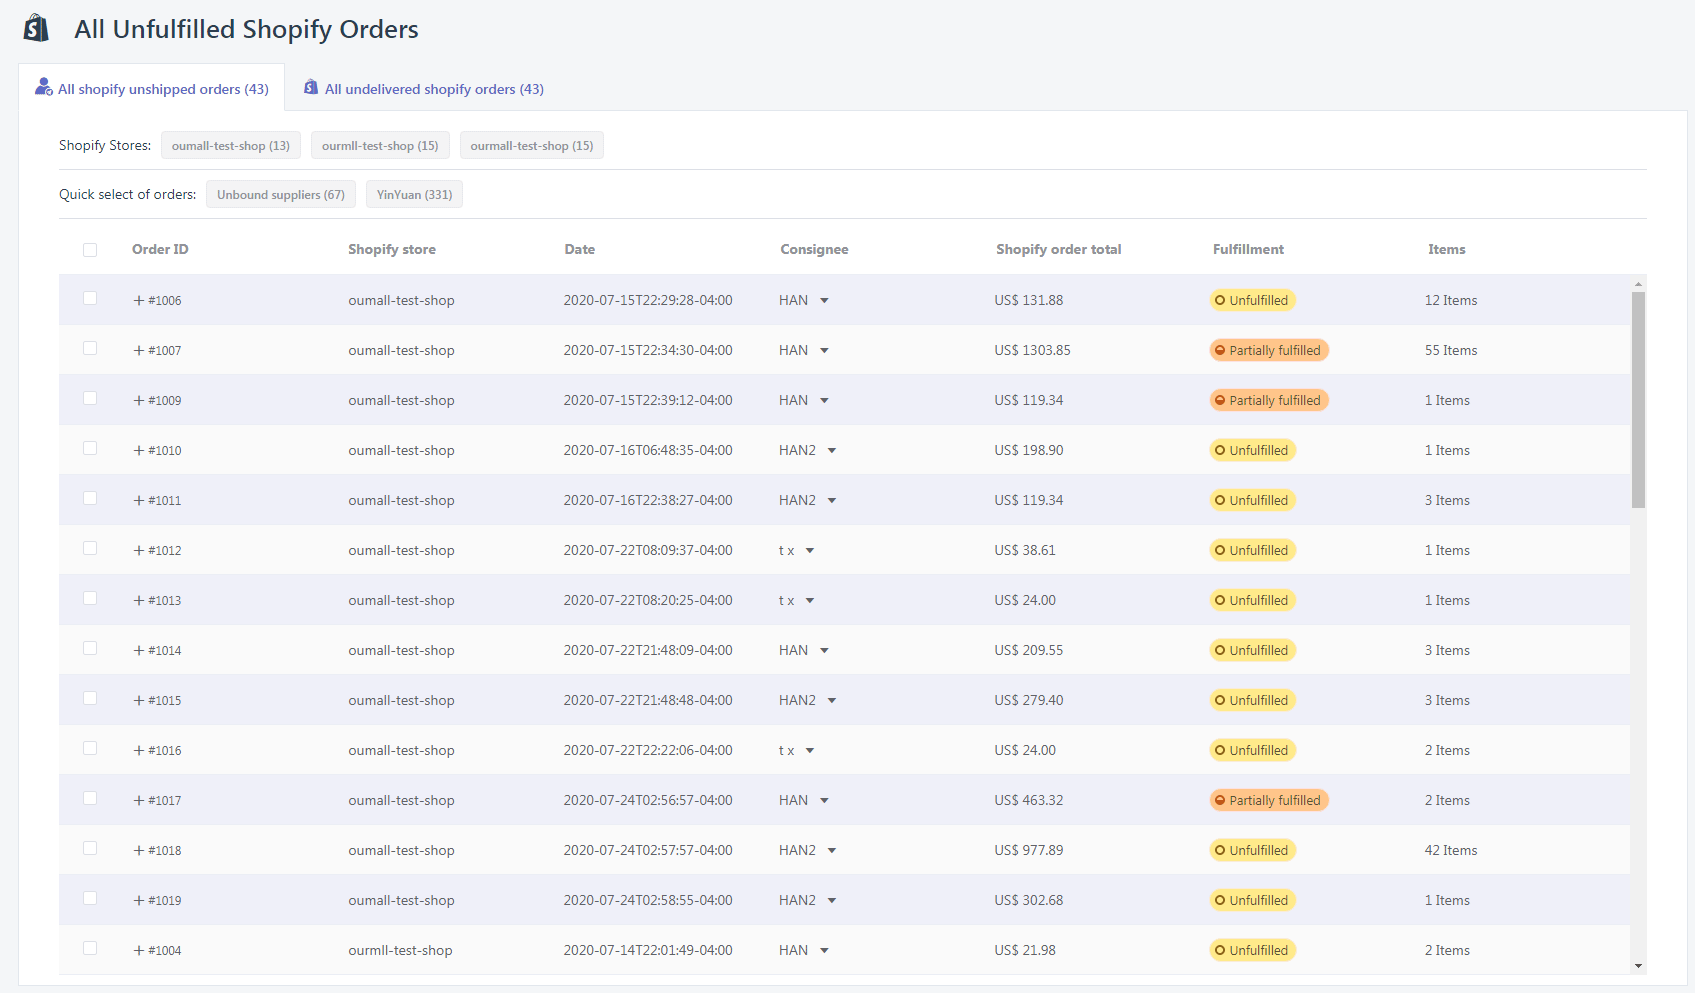 All Unfulfilled Shopify Orders
All shopify unshipped orders (43) All undelivered shopify orders (43)
Shopify Stores: oumall-test-shop (13) ourmll-test-shop (15) ourmall-test-shop (15)
Quick select of orders: Unbound suppliers (67) YinYuan (331)
Order ID Shopify store Date Consignee Shopify order total Fulfillment Items
#1006 oumall-test-shop 2020-07-15T22:29:28-04:00 HAN US$ 131.88 Unfulfilled 12 Items
#1007 oumall-test-shop 2020-07-15T22:34:30-04:00 HAN US$ 1303.85 Partially fulfilled 55 Items
#1009 oumall-test-shop 2020-07-15T22:39:12-04:00 HAN US$ 119.34 Partially fulfilled 1 Items
#1010 oumall-test-shop 2020-07-16T06:48:35-04:00 HAN2 US$ 198.90 Unfulfilled 1 Items
#1011 oumall-test-shop 2020-07-16T22:38:27-04:00 HAN2 US$ 119.34 Unfulfilled 3 Items
#1012 oumall-test-shop 2020-07-22T08:09:37-04:00 t x US$ 38.61 Unfulfilled 1 Items
#1013 oumall-test-shop 2020-07-22T08:20:25-04:00 t x US$ 24.00 Unfulfilled 1 Items
#1014 oumall-test-shop 2020-07-22T21:48:09-04:00 HAN US$ 209.55 Unfulfilled 3 Items
#1015 oumall-test-shop 2020-07-22T21:48:48-04:00 HAN2 US$ 279.40 Unfulfilled 3 Items
#1016 oumall-test-shop 2020-07-22T22:22:06-04:00 t x US$ 24.00 Unfulfilled 2 Items
#1017 oumall-test-shop 2020-07-24T02:56:57-04:00 HAN US$ 463.32 Partially fulfilled 2 Items
#1018 oumall-test-shop 2020-07-24T02:57:57-04:00 HAN2 US$ 977.89 Unfulfilled 42 Items
#1019 oumall-test-shop 2020-07-24T02:58:55-04:00 HAN2 US$ 302.68 Unfulfilled 1 Items
#1004 ourmll-test-shop 2020-07-14T22:01:49-04:00 HAN US$ 21.98 Unfulfilled 2 Items